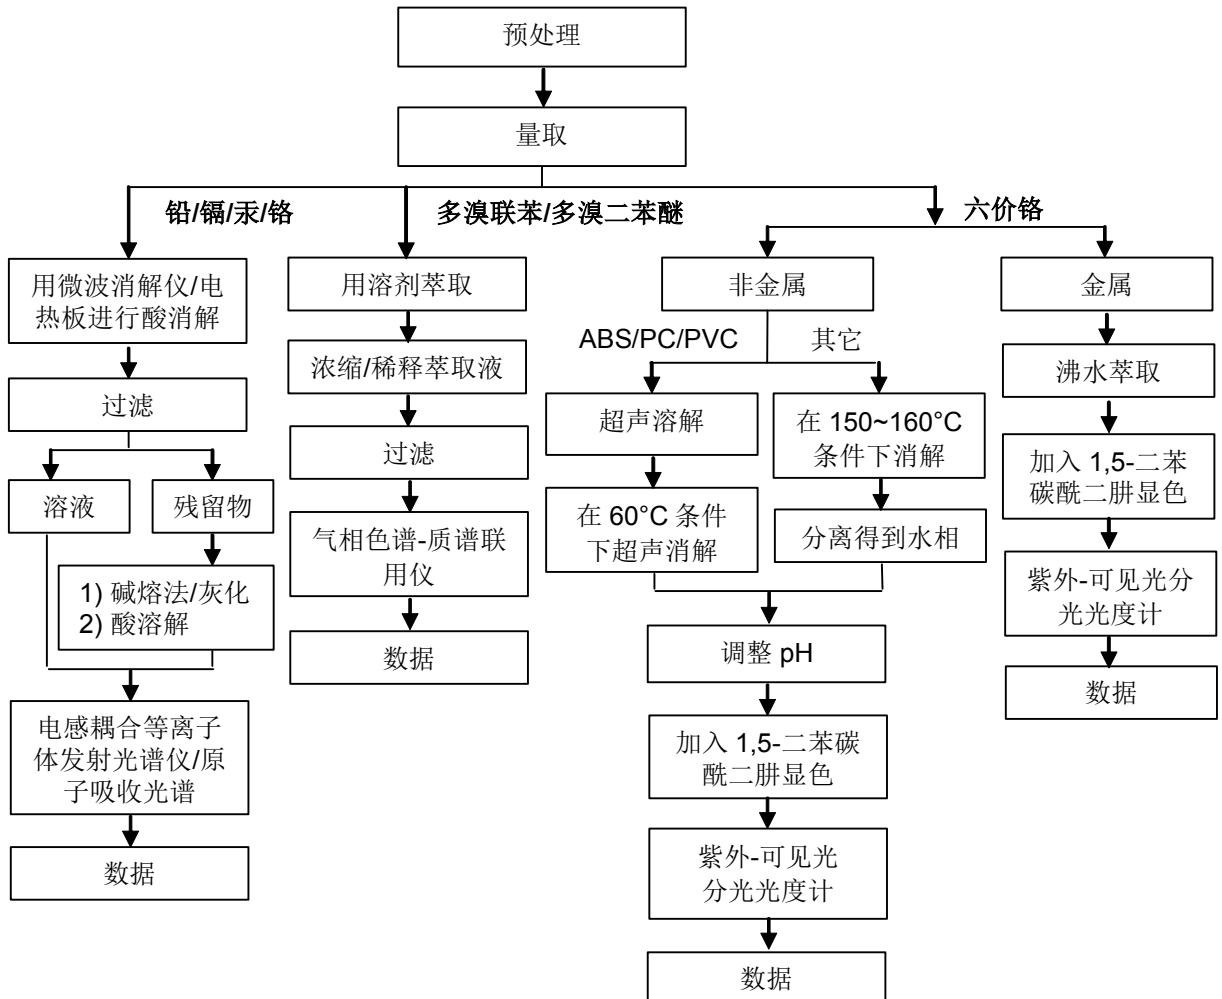 预处理
量取
铅/镉/汞/铬
多溴联苯/多溴二苯醚
六价铬
用微波消解仪/电
热板进行酸消解
过滤
溶液
残留物
1) 碱熔法/灰化
2) 酸溶解
电感耦合等离子
体发射光谱仪/原
子吸收光谱
数据
用溶剂萃取
浓缩/稀释萃取液
过滤
气相色谱-质谱联
用仪
数据
非金属
ABS/PC/PVC
其它
超声溶解
在 60°C 条件
下超声消解
在 150~160°C
条件下消解
分离得到水相
调整 pH
加入 1,5-二苯碳
酰二肼显色
紫外-可见光
分光光度计
数据
金属
沸水萃取
加入 1,5-二苯
碳酰二肼显色
紫外-可见光分
光光度计
数据